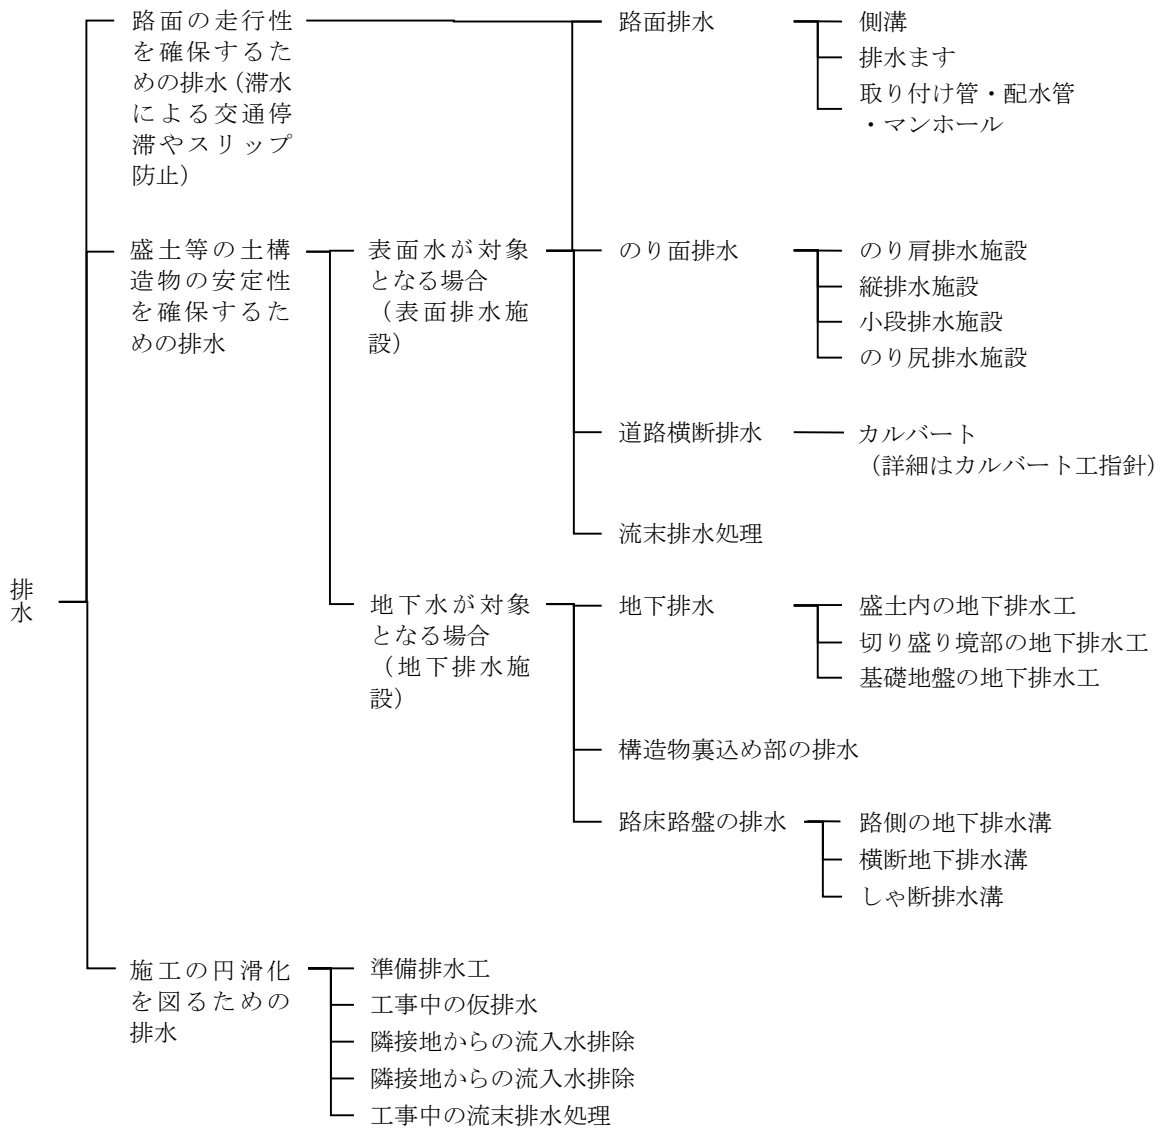 排水
路面の走行性
を確保するた
めの排水（滞水
による交通停
滞やスリップ
防止）
路面排水
側溝
排水ます
取り付け管・配水管
・マンホール
盛土等の土構
造物の安定性
を確保するた
めの排水
表面水が対象
となる場合
（表面排水施
設）
のり面排水
のり肩排水施設
縦排水施設
小段排水施設
のり尻排水施設
道路横断排水
カルバート
（詳細はカルバート工指針）
流末排水処理
地下水が対象
となる場合
（地下排水施
設）
地下排水
盛土内の地下排水工
切り盛り境部の地下排水工
基礎地盤の地下排水工
構造物裏込め部の排水
路床路盤の排水
路側の地下排水溝
横断地下排水溝
しゃ断排水溝
施工の円滑化
を図るための
排水
準備排水工
工事中の仮排水
隣接地からの流入水排除
隣接地からの流入水排除
工事中の流末排水処理